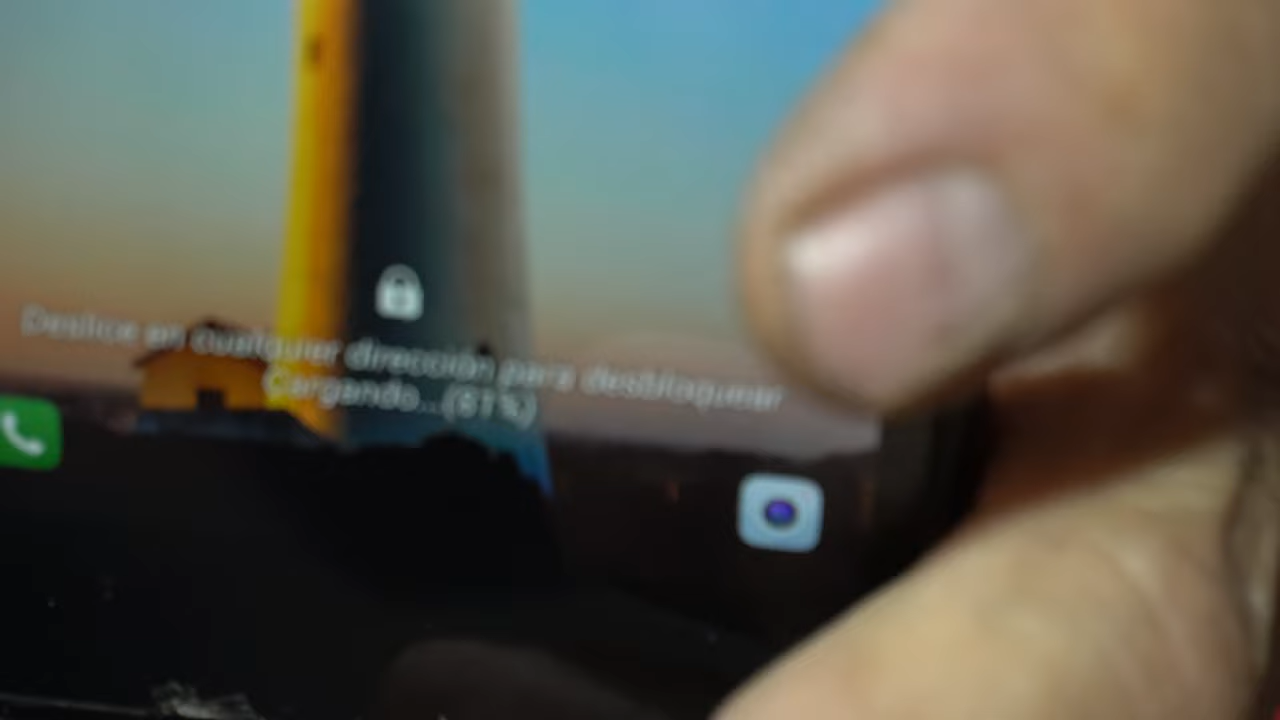 Deslice en cualquier dirección para desbloquear
Cargando...(61%)